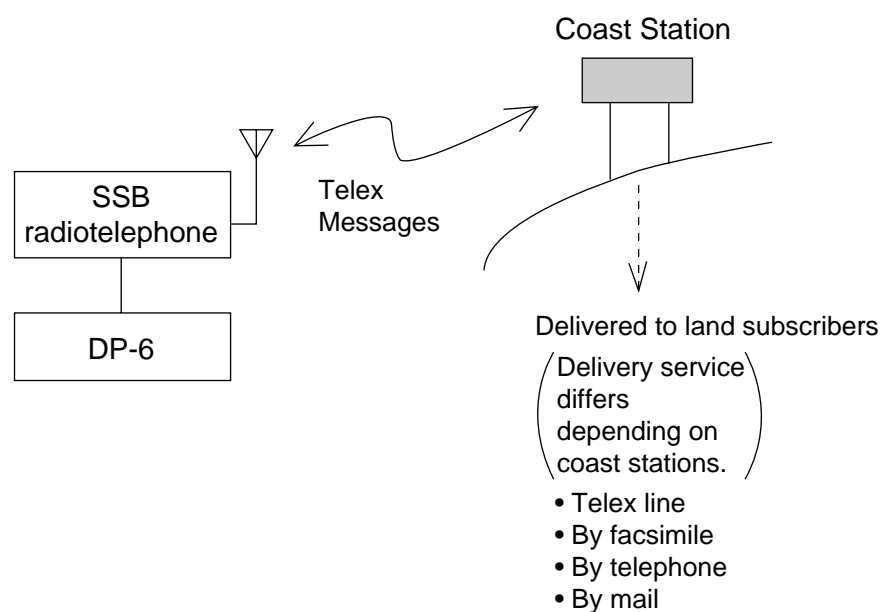 Coast Station
SSB
radiotelephone
Telex
Messages
DP-6
Delivered to land subscribers
Delivery service
differs
depending on
coast stations.
• Telex line
• By facsimile
• By telephone
• By mail